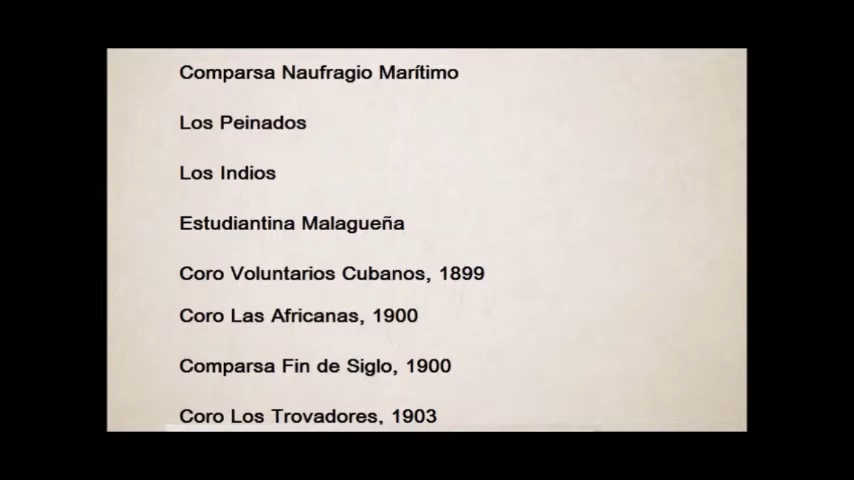 Comparsa Naufragio Marítimo
Los Peinados
Los Indios
Estudiantina Malagueña
Coro Voluntarios Cubanos, 1899
Coro Las Africanas, 1900
Comparsa Fin de Siglo, 1900
Coro Los Trovadores, 1903